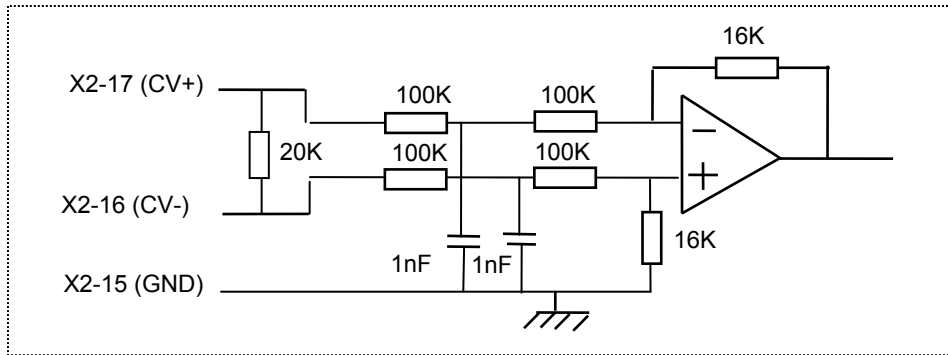 16K
X2-17 (CV+)
100K
100K
20K
100K
100K
X2-16 (CV-)
16K
1nF
1nF
X2-15 (GND)